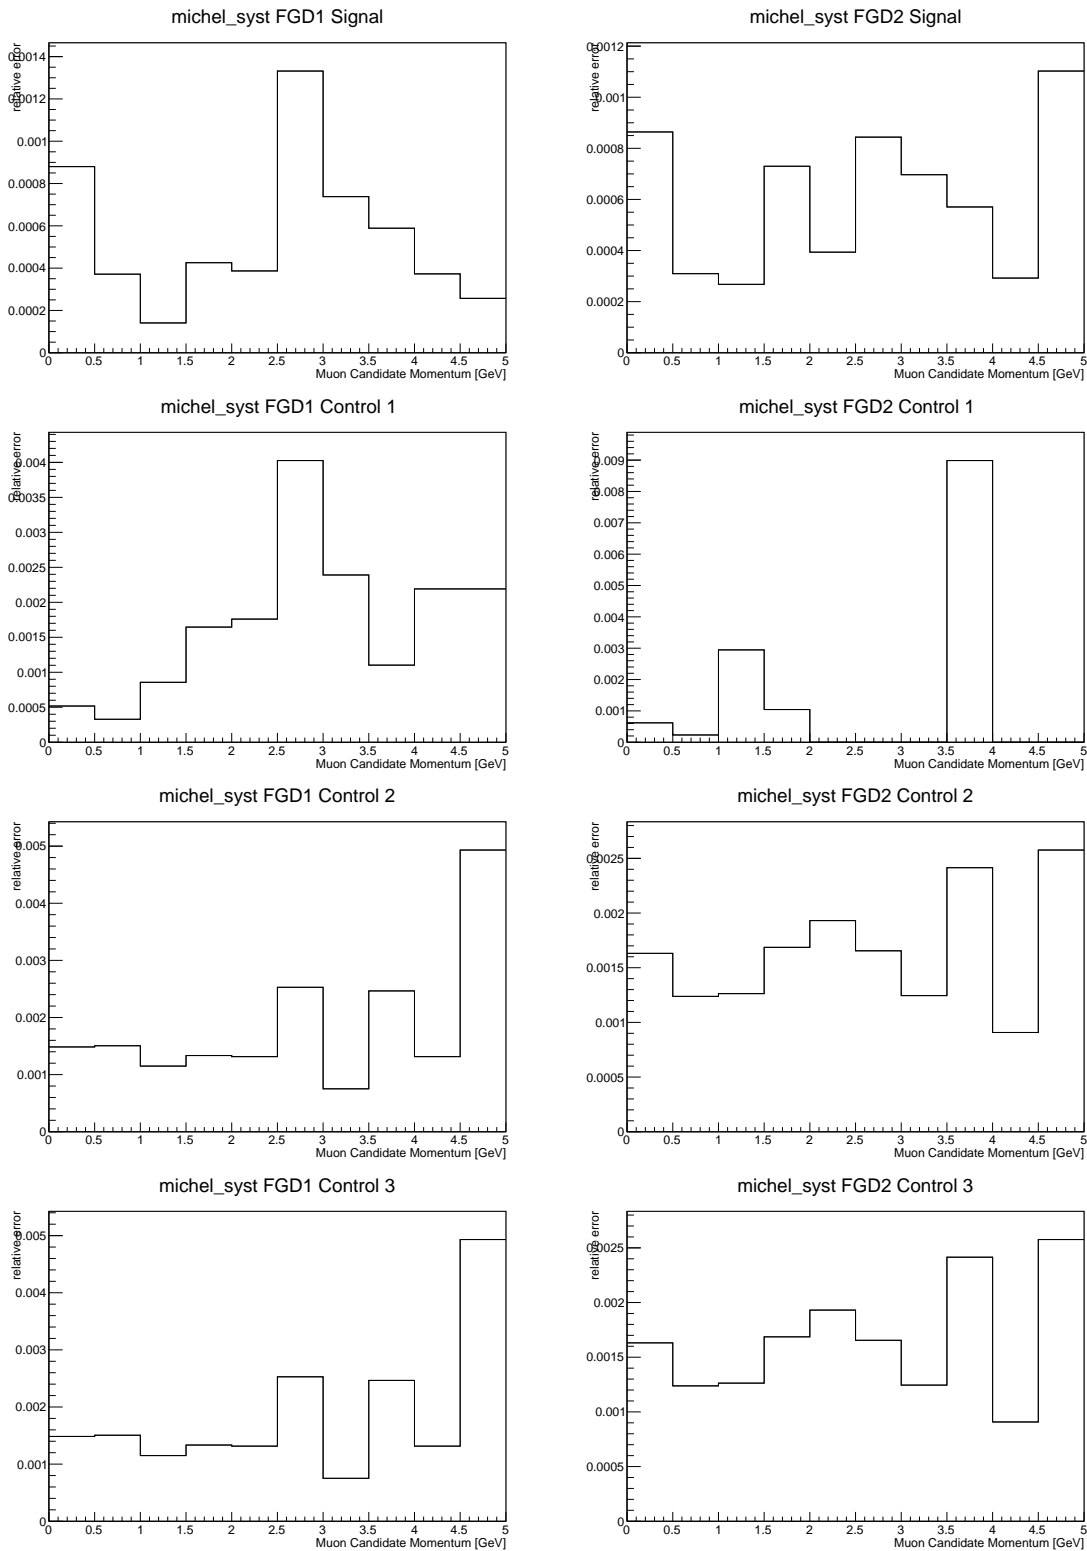 michel_syst FGD1 Signal
relative error
0.0014
0.0012
0.001
0.0008
0.0006
0.0004
0.0002
0
0 0.5 1 1.5 2 2.5 3 3.5 4 4.5 5
Muon Candidate Momentum [GeV]
michel_syst FGD2 Signal
relative error
0.0012
0.001
0.0008
0.0006
0.0004
0.0002
0
0 0.5 1 1.5 2 2.5 3 3.5 4 4.5 5
Muon Candidate Momentum [GeV]
michel_syst FGD1 Control 1
relative error
0.004
0.0035
0.003
0.0025
0.002
0.0015
0.001
0.0005
0
0 0.5 1 1.5 2 2.5 3 3.5 4 4.5 5
Muon Candidate Momentum [GeV]
michel_syst FGD2 Control 1
relative error
0.009
0.008
0.007
0.006
0.005
0.004
0.003
0.002
0.001
0
0 0.5 1 1.5 2 2.5 3 3.5 4 4.5 5
Muon Candidate Momentum [GeV]
michel_syst FGD1 Control 2
relative error
0.005
0.004
0.003
0.002
0.001
0
0 0.5 1 1.5 2 2.5 3 3.5 4 4.5 5
Muon Candidate Momentum [GeV]
michel_syst FGD2 Control 2
relative error
0.0025
0.002
0.0015
0.001
0.0005
0
0 0.5 1 1.5 2 2.5 3 3.5 4 4.5 5
Muon Candidate Momentum [GeV]
michel_syst FGD1 Control 3
relative error
0.005
0.004
0.003
0.002
0.001
0
0 0.5 1 1.5 2 2.5 3 3.5 4 4.5 5
Muon Candidate Momentum [GeV]
michel_syst FGD2 Control 3
relative error
0.0025
0.002
0.0015
0.001
0.0005
0
0 0.5 1 1.5 2 2.5 3 3.5 4 4.5 5
Muon Candidate Momentum [GeV]